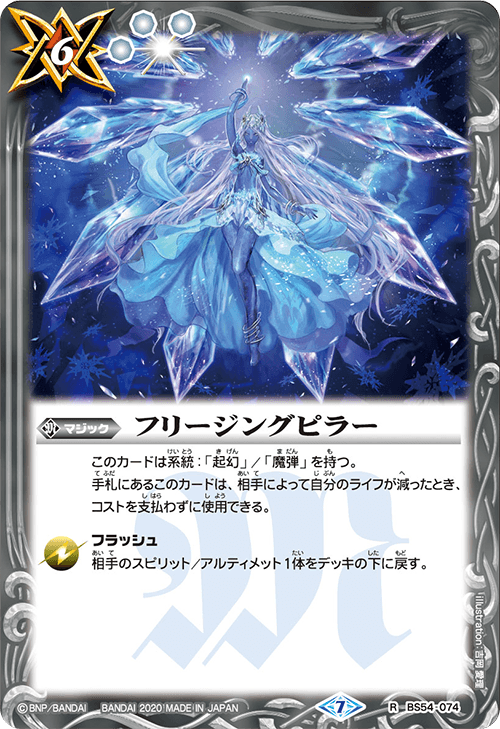 6
マジック
フリージングピラー
このカードは系統：「起幻」／「魔弾」を持つ。
手札にあるこのカードは、相手によって自分のライフが減ったとき、
コストを支払わずに使用できる。
フラッシュ
相手のスピリット／アルティメット1体をデッキの下に戻す。
illustration：吉岡 愛理
©BNP/BANDAI BANDAI 2020 MADE IN JAPAN
7
R BS54-074